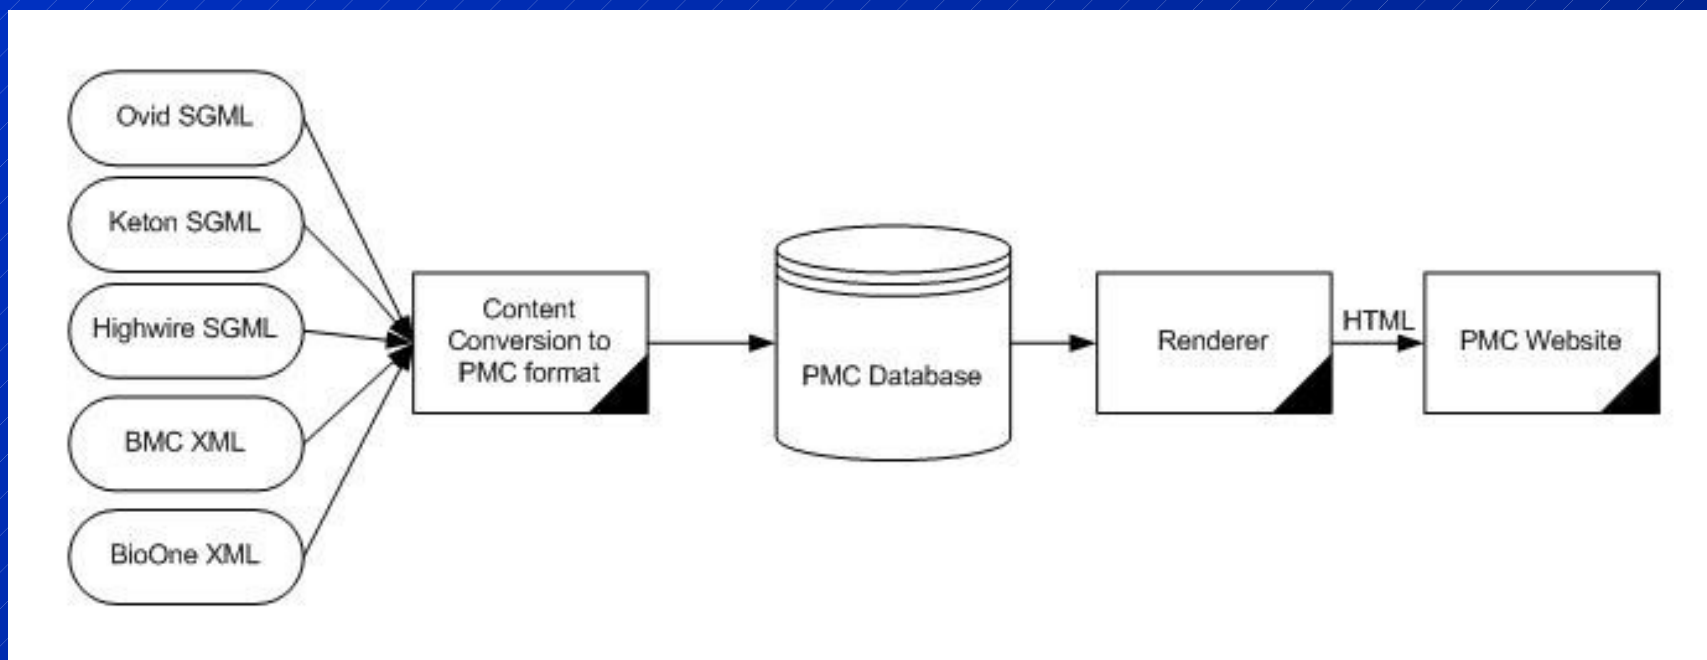 Ovid SGML
Keton SGML
Highwire SGML
BMC XML
BioOne XML
Content
Conversion to
PMC format
PMC Database
Renderer
HTML
PMC Website